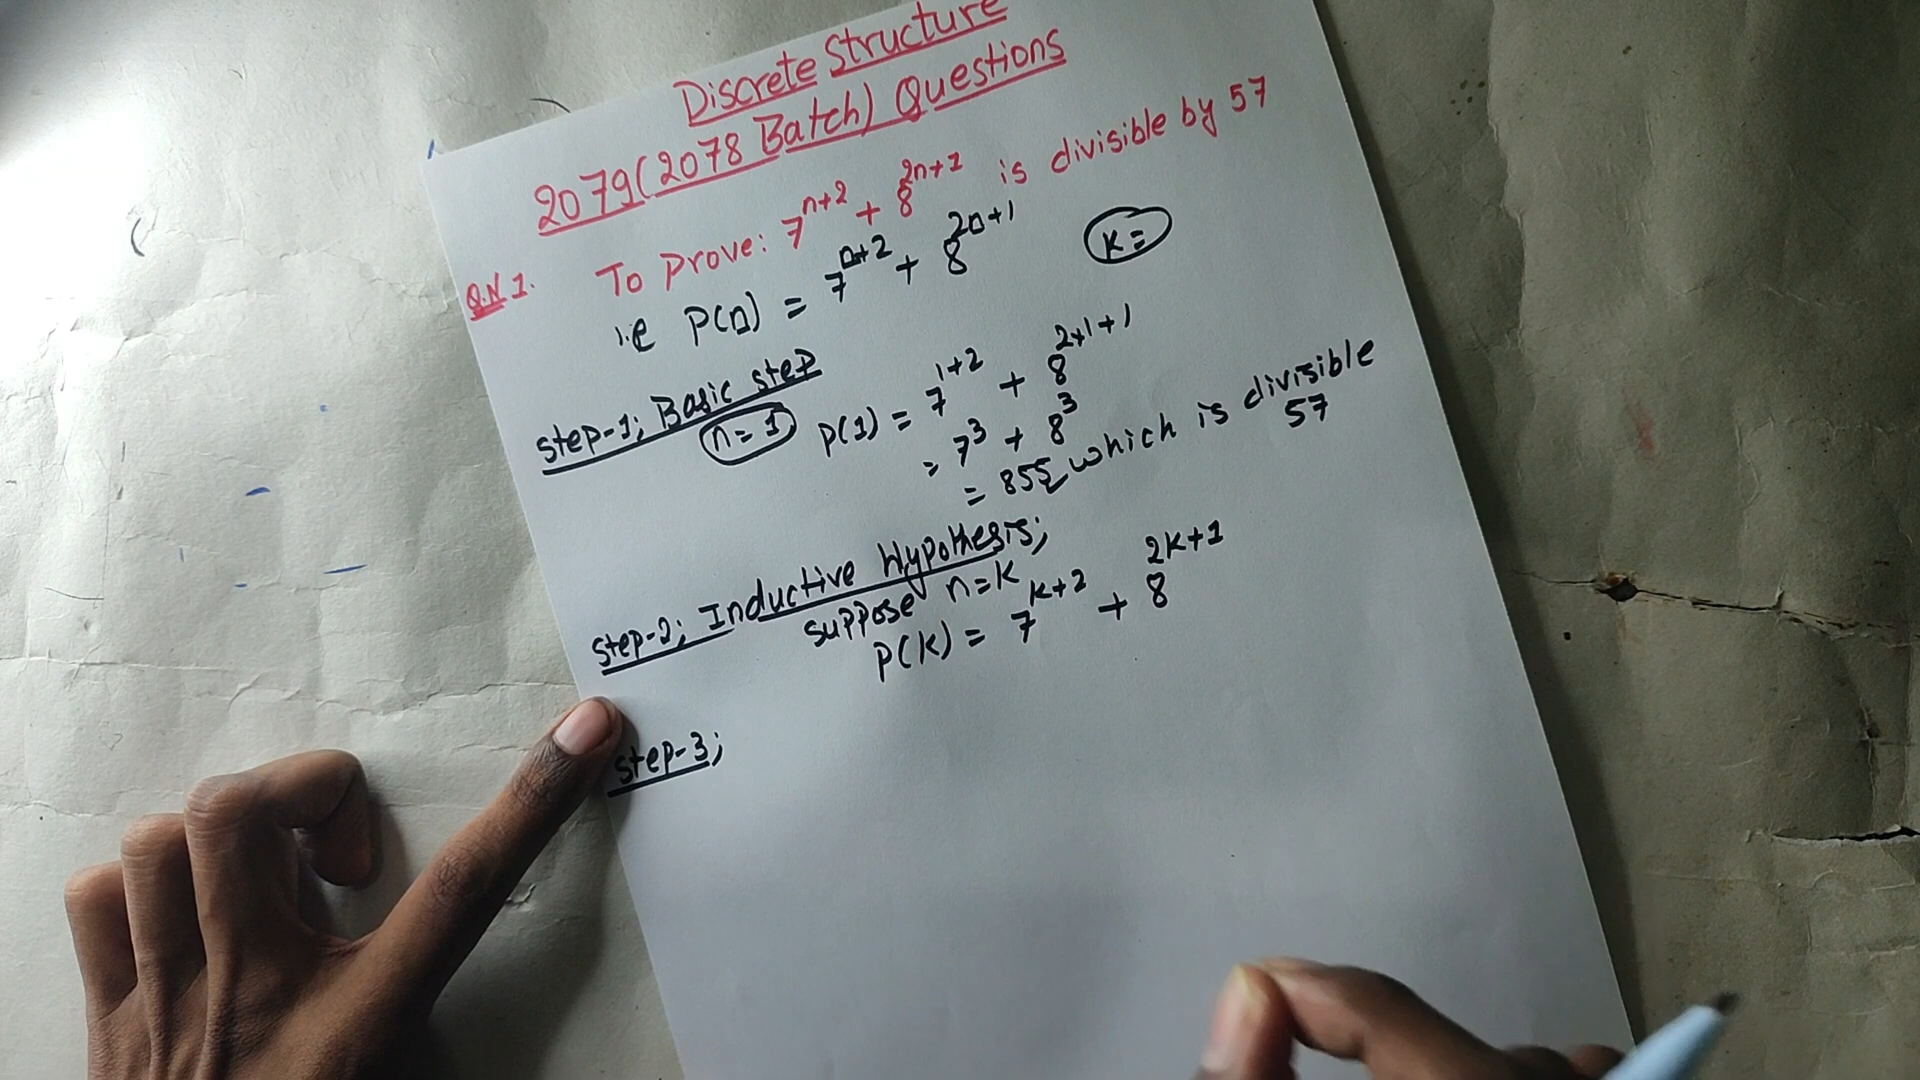 Discrete Structure
2079(2078 Batch) Questions
Q.N 1. To prove: 7^{n+2} + 8^{2n+1} is divisible by 57
i.e P(n) = 7^{n+2} + 8^{2n+1}
k=
Step-1; Basic step
n=1 P(1) = 7^{1+2} + 8^{2*1+1}
= 7^3 + 8^3
= 855 which is divisible
57
Step-2; Inductive Hypothesis;
suppose n=k
P(k) = 7^{k+2} + 8^{2k+1}
Step-3;